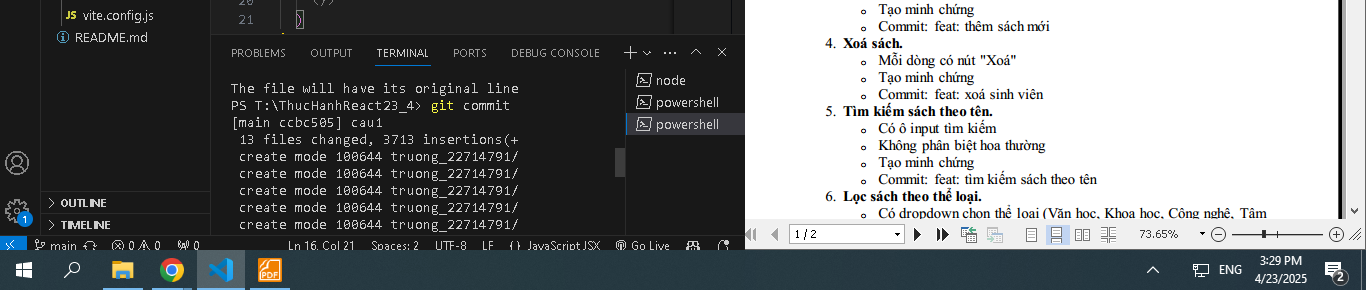 vite.config.js
README.md
OUTLINE
TIMELINE
20
21
)
PROBLEMS OUTPUT TERMINAL PORTS DEBUG CONSOLE
The file will have its original line
PS T:\ThucHanhReact23_4> git commit
[main ccbc505] cau1
13 files changed, 3713 insertions(+
create mode 100644 truong_22714791/
create mode 100644 truong_22714791/
create mode 100644 truong_22714791/
create mode 100644 truong_22714791/
create mode 100644 truong_22714791/
node
powershell
powershell
1
main 0 0 0 Ln 16, Col 21 Spaces: 2 UTF-8 LF {} JavaScript JSX Go Live
Tạo minh chứng
Commit: feat: thêm sách mới
4. Xoá sách.
Mỗi dòng có nút "Xoá"
Tạo minh chứng
Commit: feat: xoá sinh viên
5. Tìm kiếm sách theo tên.
Có ô input tìm kiếm
Không phân biệt hoa thường
Tạo minh chứng
Commit: feat: tìm kiếm sách theo tên
6. Lọc sách theo thể loại.
Có dropdown chọn thể loại (Văn học, Khoa học, Công nghệ, Tâm
1 / 2 73.65%
PDF
ENG
3:29 PM
4/23/2025
2